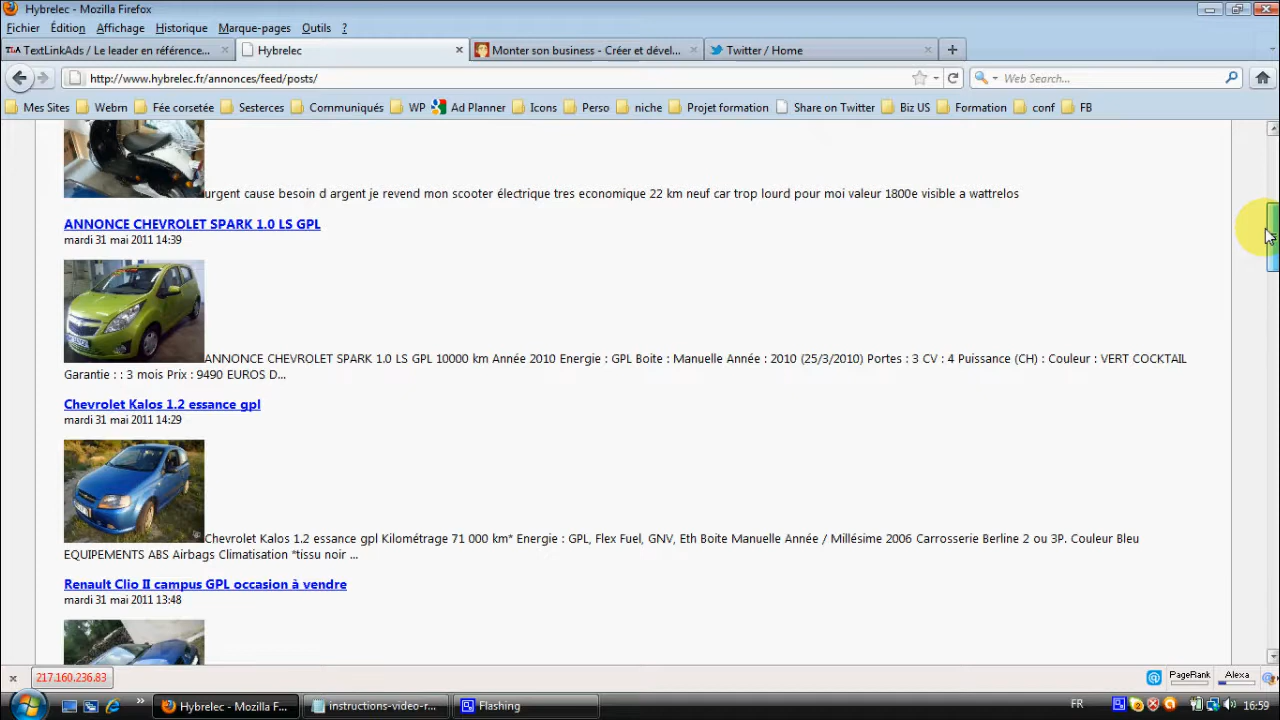 Hybrelec - Mozilla Firefox
Fichier Édition Affichage Historique Marque-pages Outils ?
TLA TextLinkAds / Le leader en référence... Hybrelec Monter son business - Créer et dével... Twitter / Home
http://www.hybrelec.fr/annonces/feed/posts/ Web Search...
Mes Sites Webrn Fée corsetée Sesterces Communiqués WP Ad Planner Icons Perso niche Projet formation Share on Twitter Biz US Formation conf FB
urgent cause besoin d argent je revend mon scooter électrique tres economique 22 km neuf car trop lourd pour moi valeur 1800e visible a wattrelos
ANNONCE CHEVROLET SPARK 1.0 LS GPL
mardi 31 mai 2011 14:39
ANNONCE CHEVROLET SPARK 1.0 LS GPL 10000 km Année 2010 Energie : GPL Boite : Manuelle Année : 2010 (25/3/2010) Portes : 3 CV : 4 Puissance (CH) : Couleur : VERT COCKTAIL
Garantie : : 3 mois Prix : 9490 EUROS D...
Chevrolet Kalos 1.2 essance gpl
mardi 31 mai 2011 14:29
Chevrolet Kalos 1.2 essance gpl Kilométrage 71 000 km* Energie : GPL, Flex Fuel, GNV, Eth Boite Manuelle Année / Millésime 2006 Carrosserie Berline 2 ou 3P. Couleur Bleu
EQUIPEMENTS ABS Airbags Climatisation *tissu noir ...
Renault Clio II campus GPL occasion à vendre
mardi 31 mai 2011 13:48
217.160.236.83 PageRank Alexa
Hybrelec - Mozilla F... instructions-video-r... Flashing FR 16:59